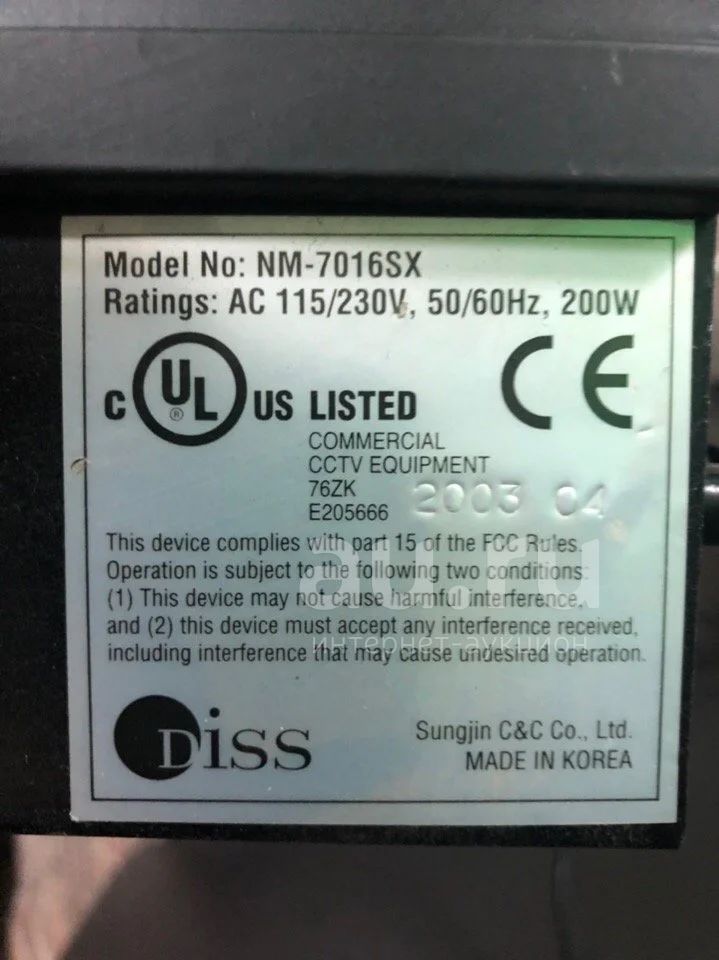 Model No: NM-7016SX
Ratings: AC 115/230V, 50/60Hz, 200W
C UL ® US LISTED CE
COMMERCIAL
CCTV EQUIPMENT
76ZK
E205666 2003 04
This device complies with part 15 of the FCC Rules.
Operation is subject to the following two conditions:
(1) This device may not cause harmful interference,
and (2) this device must accept any interference received,
including interference that may cause undesired operation.
au.ru
интернет-аукцион
DiSS
Sungjin C&C Co., Ltd.
MADE IN KOREA